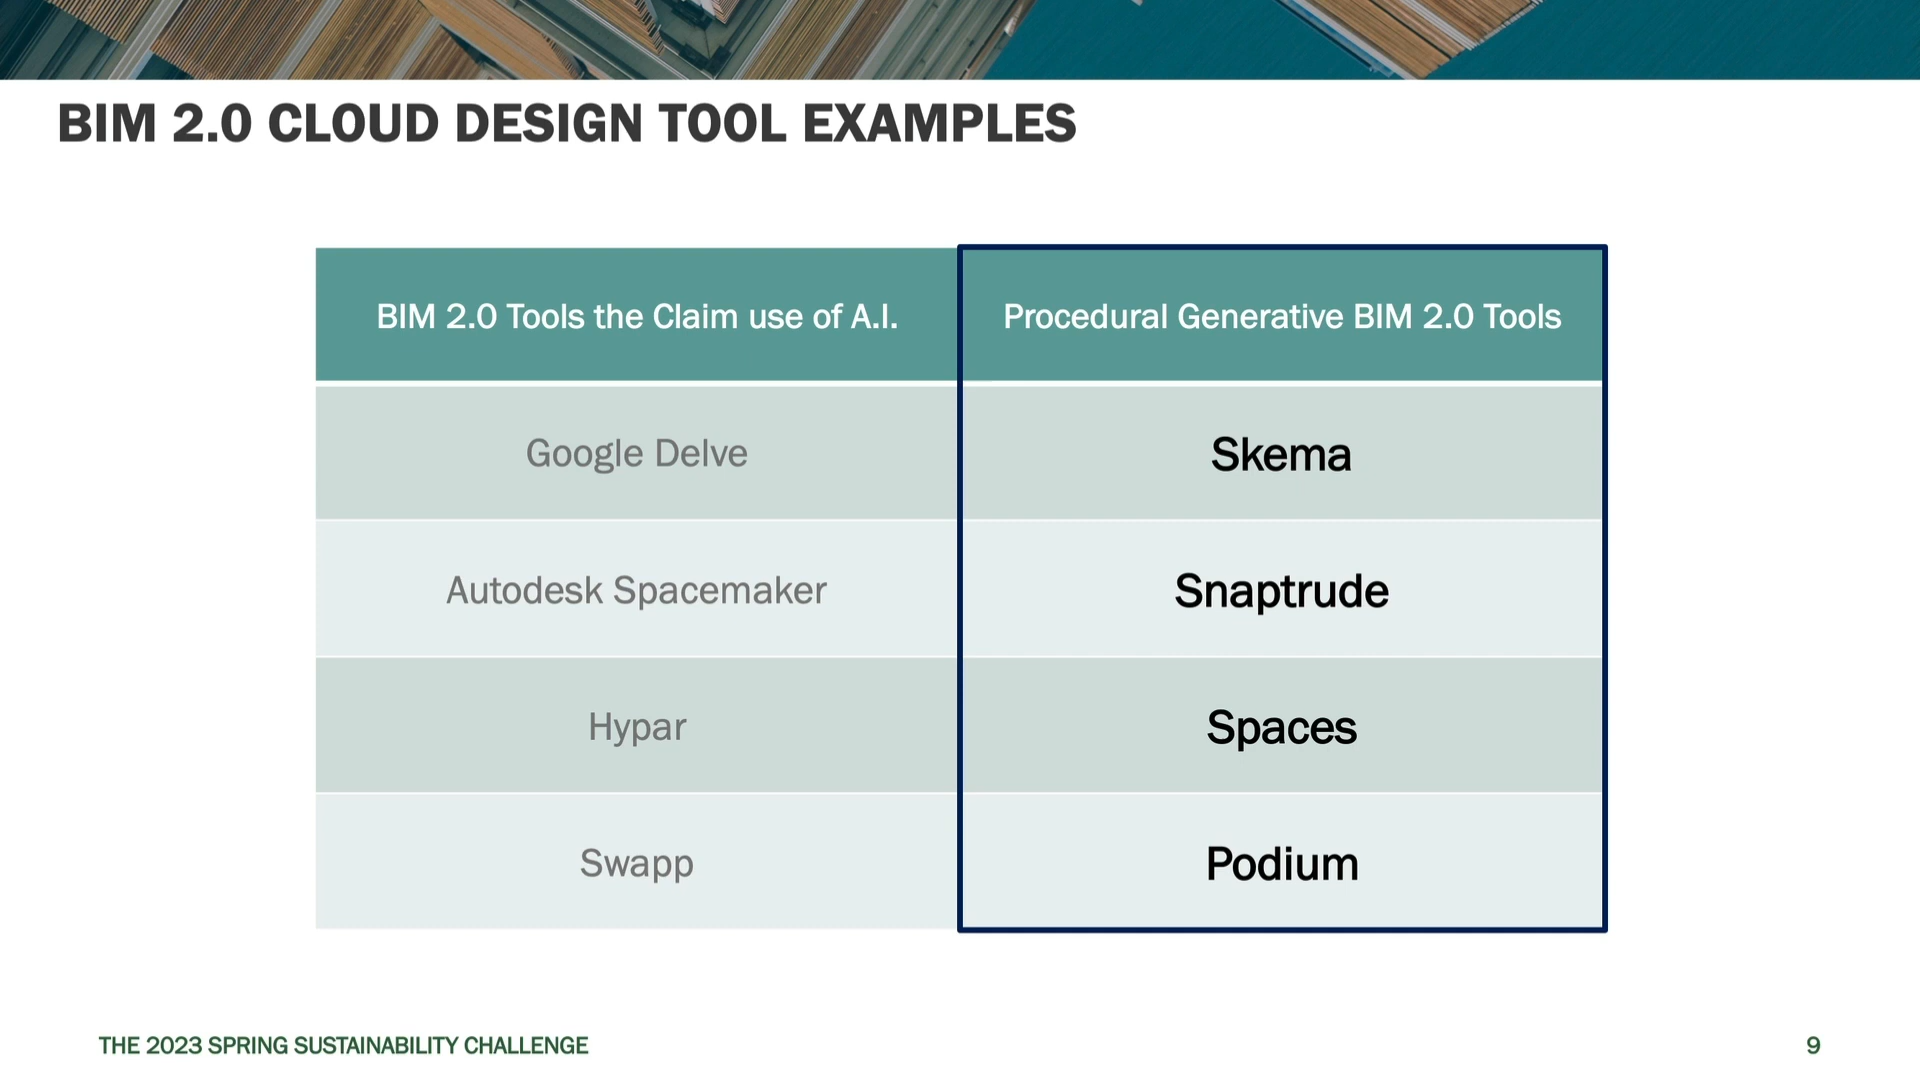 BIM 2.0 CLOUD DESIGN TOOL EXAMPLES
BIM 2.0 Tools the Claim use of A.I.
Procedural Generative BIM 2.0 Tools
Google Delve
Skema
Autodesk Spacemaker
Snaptrude
Hypar
Spaces
Swapp
Podium
THE 2023 SPRING SUSTAINABILITY CHALLENGE
9